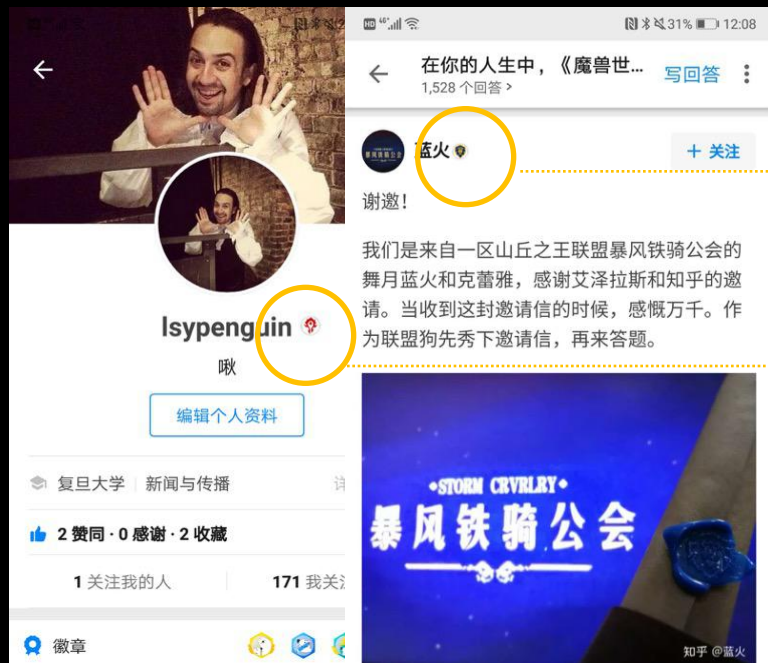 lsypenguin
啾
编辑个人资料
复旦大学 新闻与传播
2 赞同 · 0 感谢 · 2 收藏
1 关注我的人
171 我关
徽章
HD
31% 12:08
在你的人生中，《魔兽世...
1,528 个回答 >
写回答
蓝火
+ 关注
谢邀！
我们是来自一区山丘之王联盟暴风铁骑公会的
舞月蓝火和克蕾雅，感谢艾泽拉斯和知乎的邀
请。当收到这封邀请信的时候，感慨万千。作
为联盟狗先秀下邀请信，再来答题。
STORM CRVRLRY
暴风铁骑公会
知乎 @蓝火